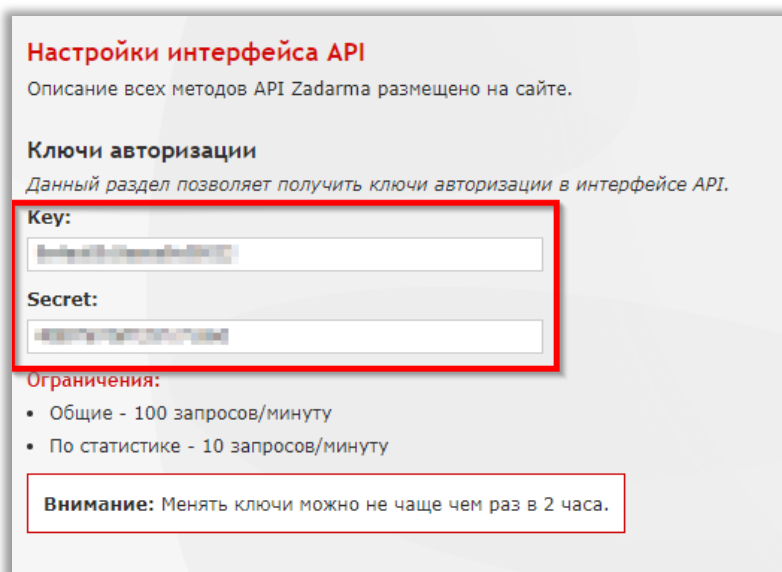 Настройки интерфейса API
Описание всех методов API Zadarma размещено на сайте.
Ключи авторизации
Данный раздел позволяет получить ключи авторизации в интерфейсе API.
Key:
Secret:
Ограничения:
• Общие - 100 запросов/минуту
• По статистике - 10 запросов/минуту
Внимание: Менять ключи можно не чаще чем раз в 2 часа.